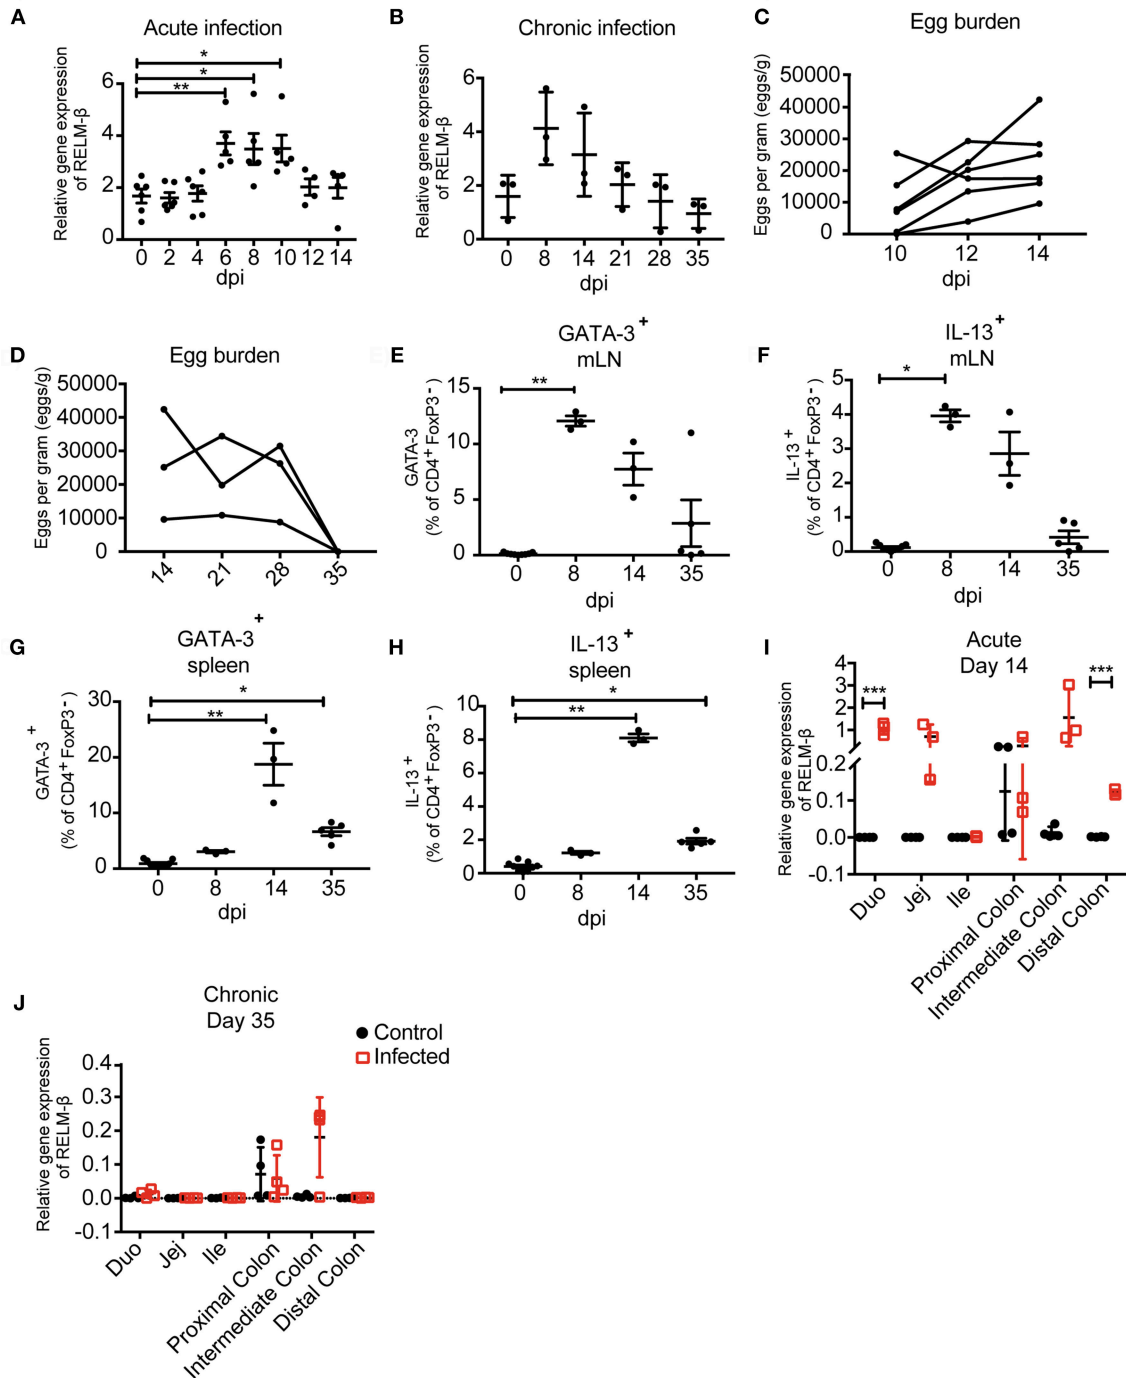 A
Acute infection
Relative gene expression
of RELM-β
6
4
2
0
*
*
**
0 2 4 6 8 10 12 14
dpi
B
Chronic infection
Relative gene expression
of RELM-β
6
4
2
0
0 8 14 21 28 35
dpi
C
Egg burden
Eggs per gram (eggs/g)
50000
40000
30000
20000
10000
0
10 12 14
dpi
D
Egg burden
Eggs per gram (eggs/g)
50000
40000
30000
20000
10000
0
14 21 28 35
E
GATA-3+
mLN
GATA-3
(% of CD4+ FoxP3-)
15
10
5
0
**
0 8 14 35
dpi
F
IL-13+
mLN
IL-13+
(% of CD4+ FoxP3-)
5
4
3
2
1
0
*
0 8 14 35
dpi
G
GATA-3+
spleen
GATA-3+
(% of CD4+ FoxP3-)
30
20
10
0
*
**
0 8 14 35
dpi
H
IL-13+
spleen
IL-13+
(% of CD4+ FoxP3-)
10
8
6
4
2
0
*
**
0 8 14 35
dpi
I
Acute
Day 14
Relative gene expression
of RELM-β
4
3
2
1
0.2
0.1
0.0
-0.1
***
***
Duo
Jej
Ile
Proximal Colon
Intermediate Colon
Distal Colon
J
Chronic
Day 35
Control
Infected
Relative gene expression
of RELM-β
0.4
0.3
0.2
0.1
0.0
-0.1
Duo
Jej
Ile
Proximal Colon
Intermediate Colon
Distal Colon